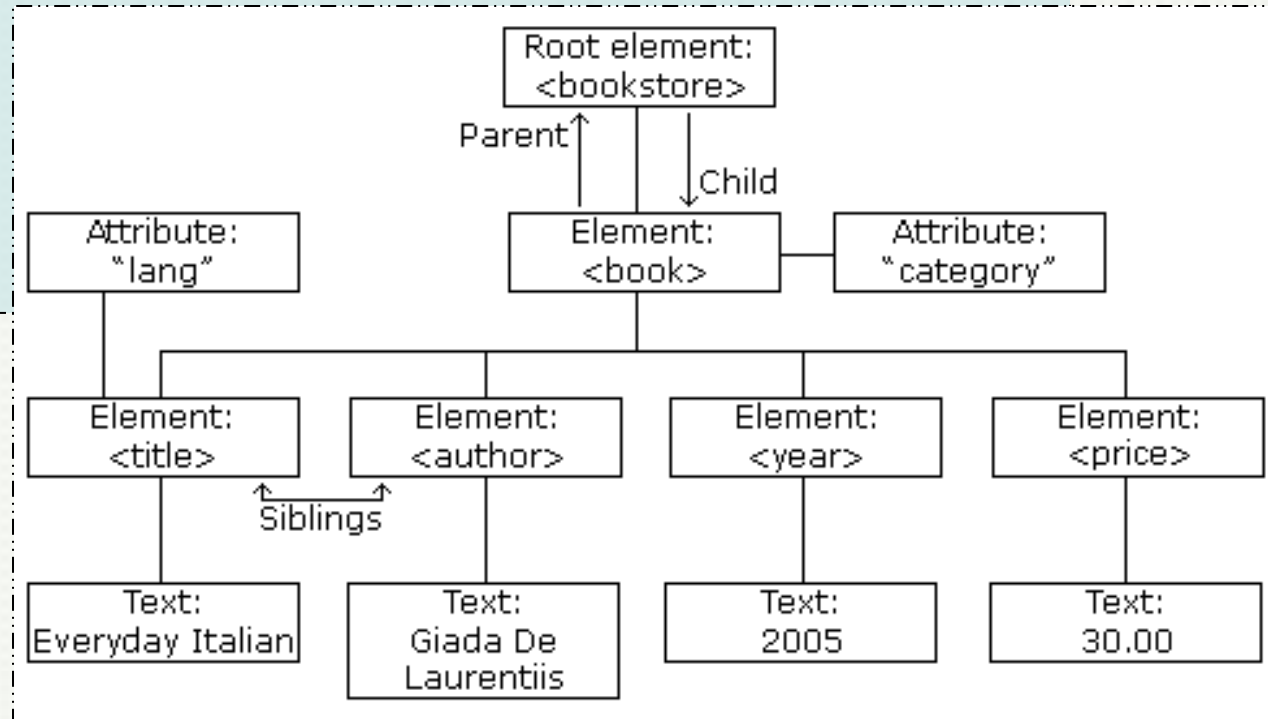 Root element:
<bookstore>
Parent
Child
Attribute:
“lang”
Element:
<book>
Attribute:
“category”
Element:
<title>
Element:
<author>
Element:
<year>
Element:
<price>
Siblings
Text:
Everyday Italian
Text:
Giada De
Laurentiis
Text:
2005
Text:
30.00